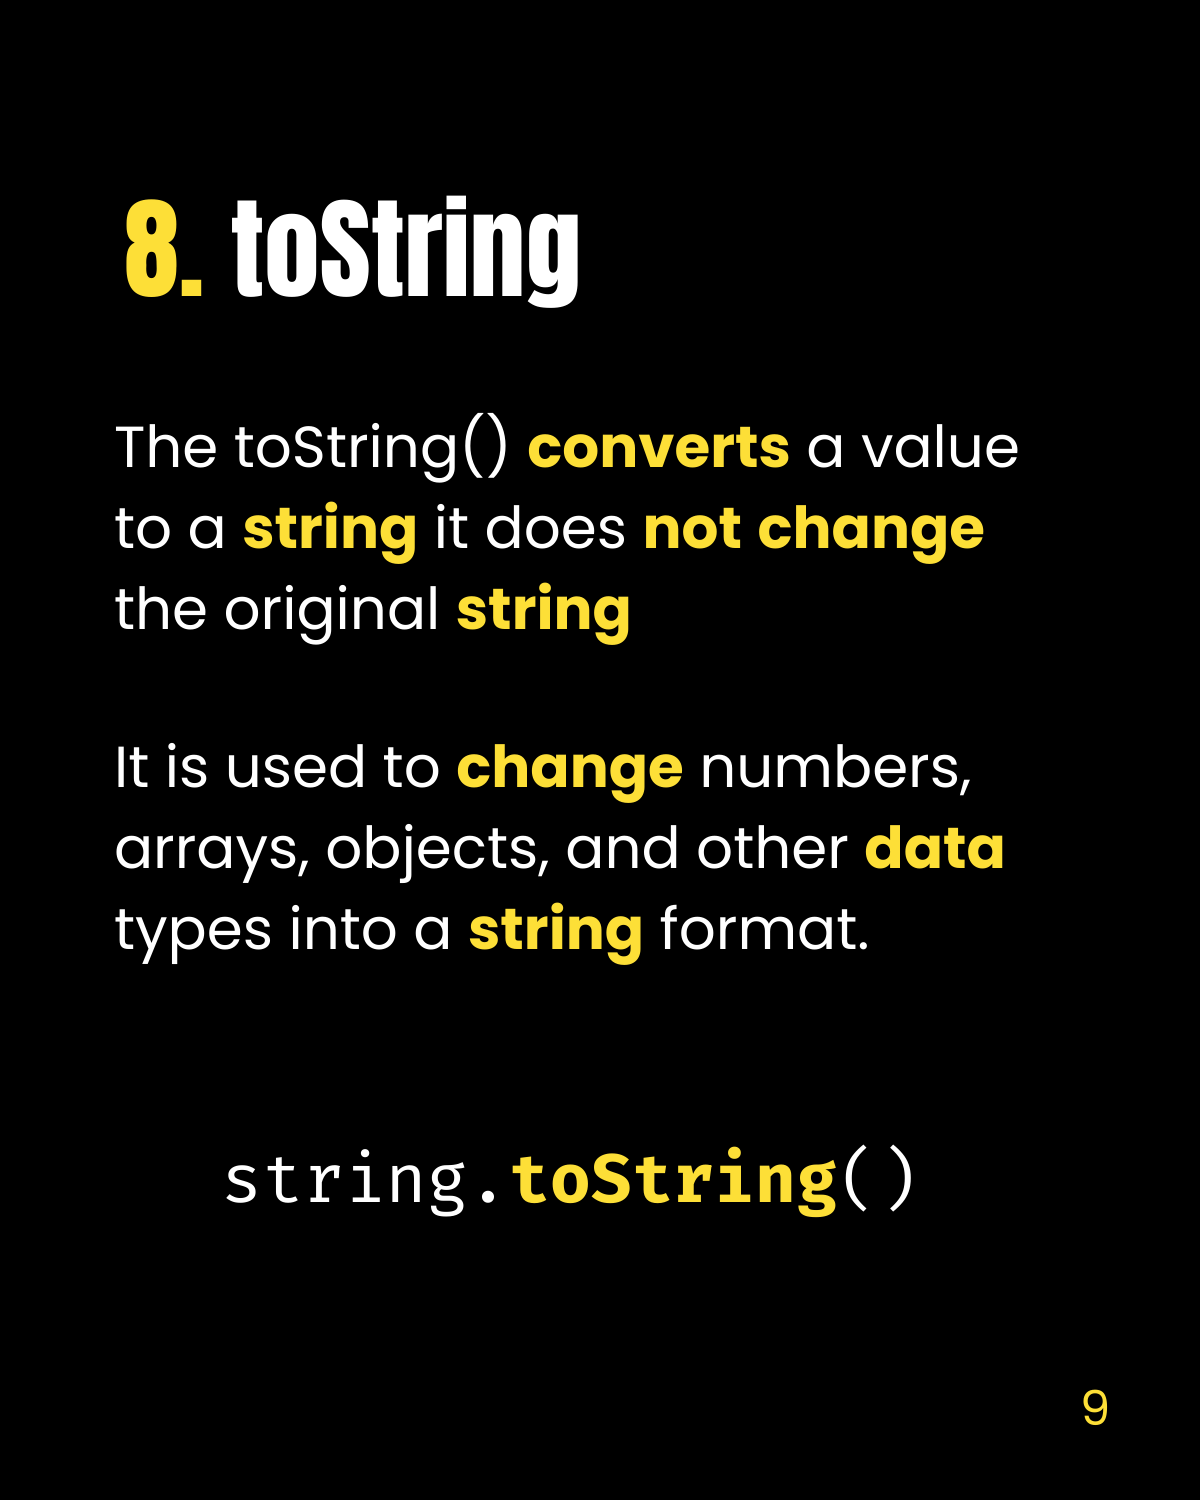 8. toString
The toString() converts a value
to a string it does not change
the original string
It is used to change numbers,
arrays, objects, and other data
types into a string format.
string.toString()
9